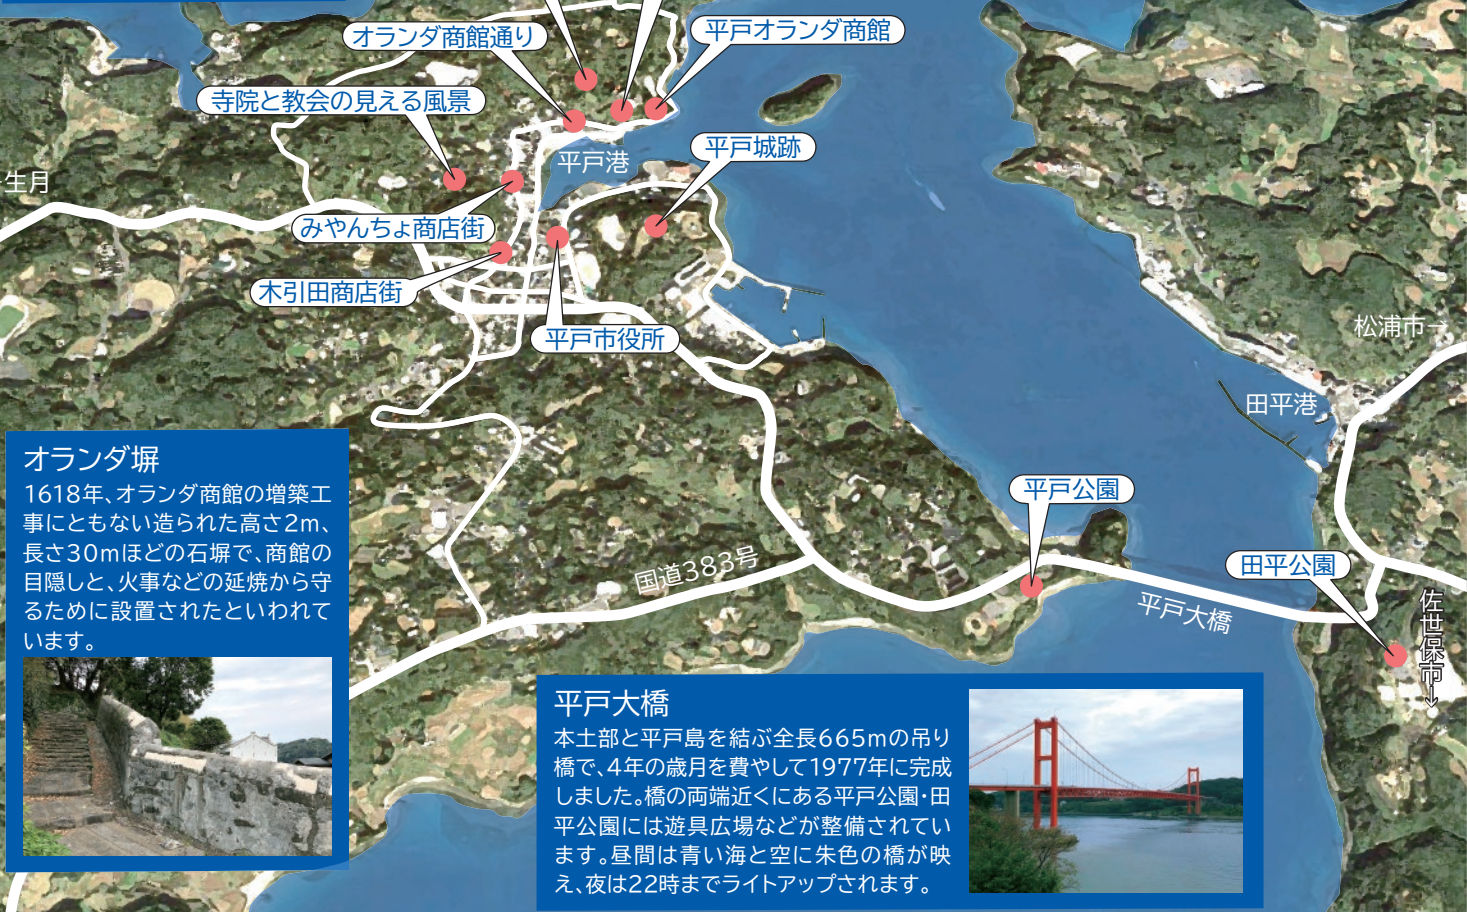 オランダ商館通り
平戸オランダ商館
寺院と教会の見える風景
平戸城跡
平戸港
生月
みやんちょ商店街
木引田商店街
平戸市役所
松浦市→
田平港
オランダ塀
1618年、オランダ商館の増築工
事にともない造られた高さ2m、
長さ30mほどの石塀で、商館の
目隠しと、火事などの延焼から守
るために設置されたといわれて
います。
平戸公園
国道383号
田平公園
平戸大橋
佐世保市→
平戸大橋
本土部と平戸島を結ぶ全長665mの吊り
橋で、4年の歳月を費やして1977年に完成
しました。橋の両端近くにある平戸公園・田
平公園には遊具広場などが整備されてい
ます。昼間は青い海と空に朱色の橋が映
え、夜は22時までライトアップされます。